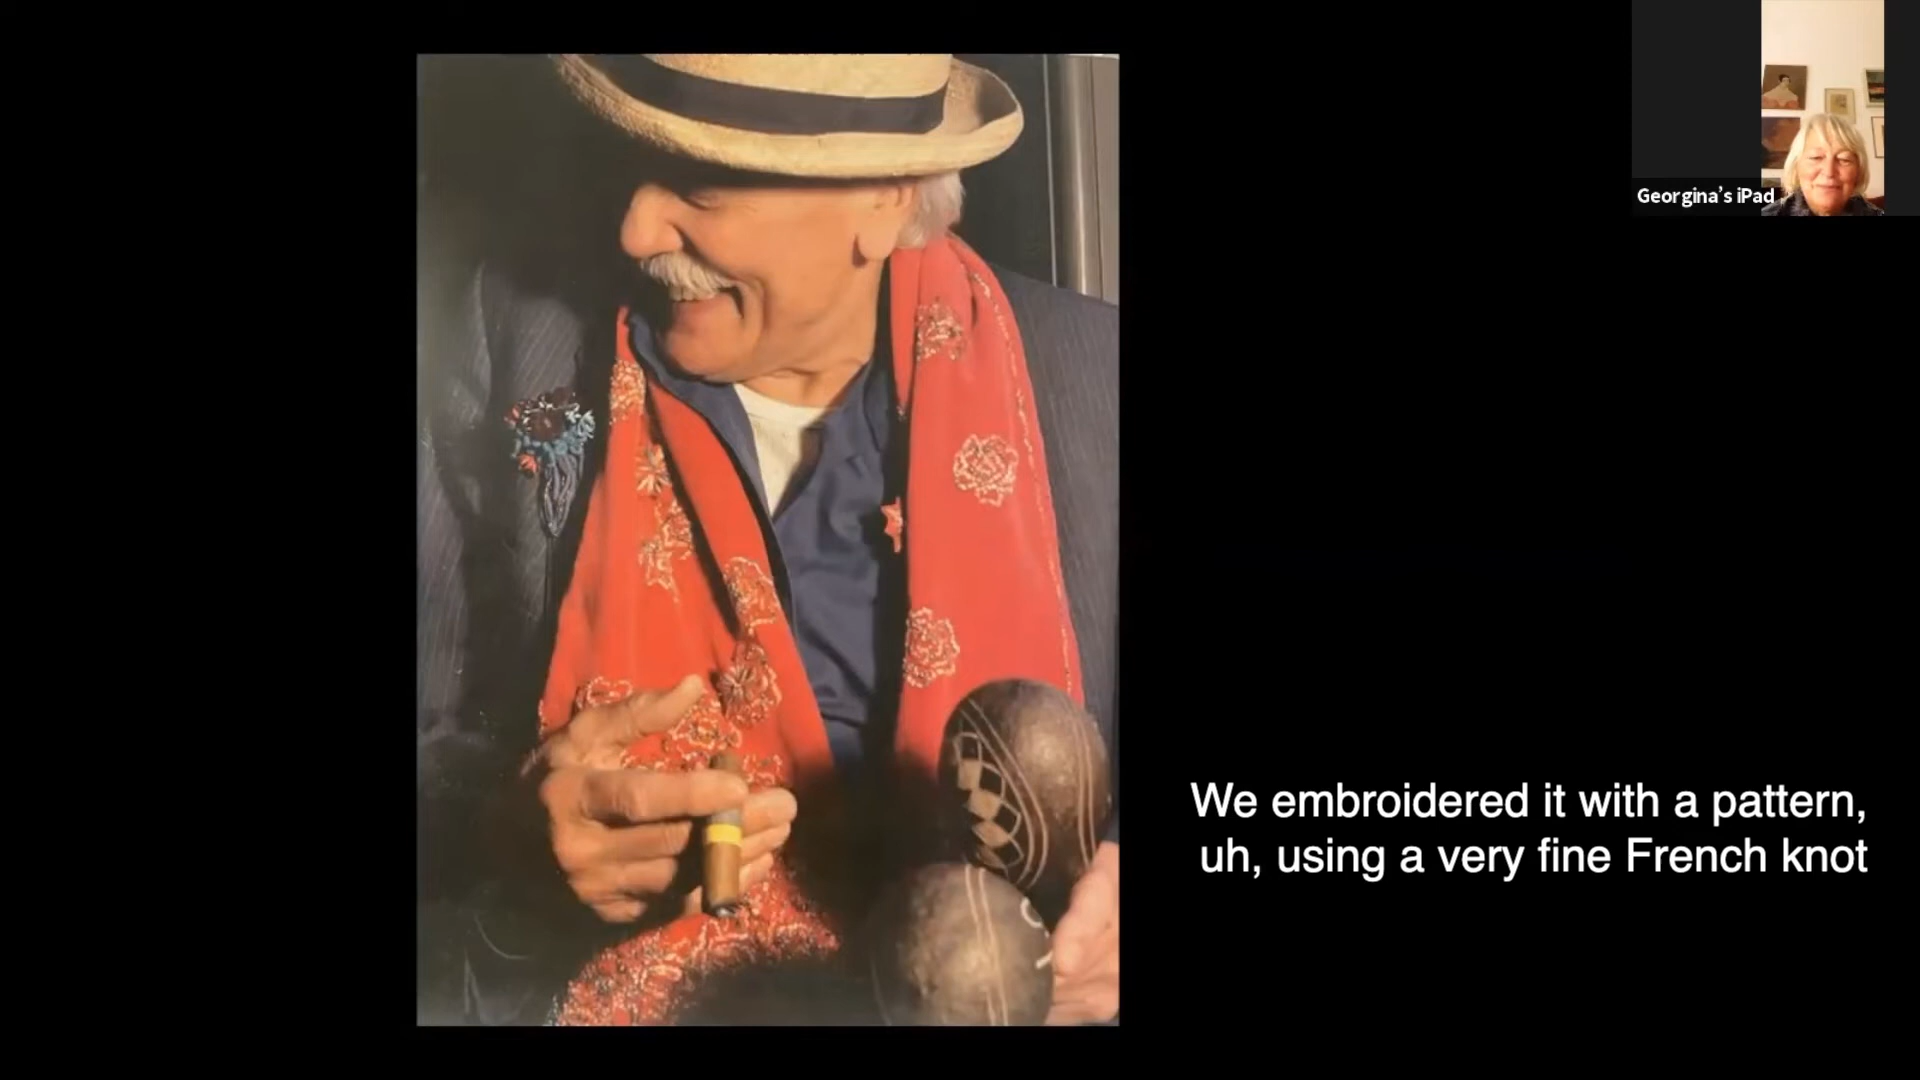 Georgina's iPad
We embroidered it with a pattern,
uh, using a very fine French knot